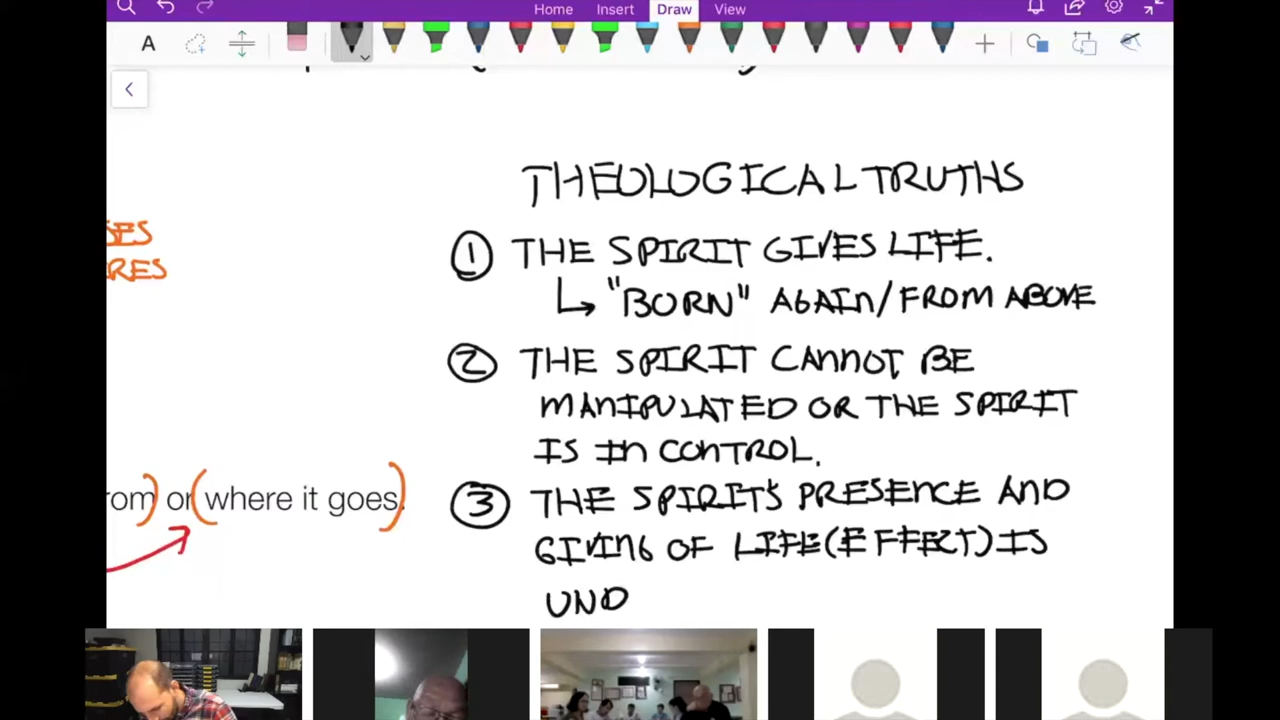 Home Insert Draw View
A
THEOLOGICAL TRUTHS
SES
RES
① THE SPIRIT GIVES LIFE.
↳ "BORN" AGAIN/FROM ABOVE
② THE SPIRIT CANNOT BE
MANIPULATED OR THE SPIRIT
IS IN CONTROL.
rom) or (where it goes).
③ THE SPIRIT'S PRESENCE AND
GIVING OF LIFE (EFFECT) IS
UND